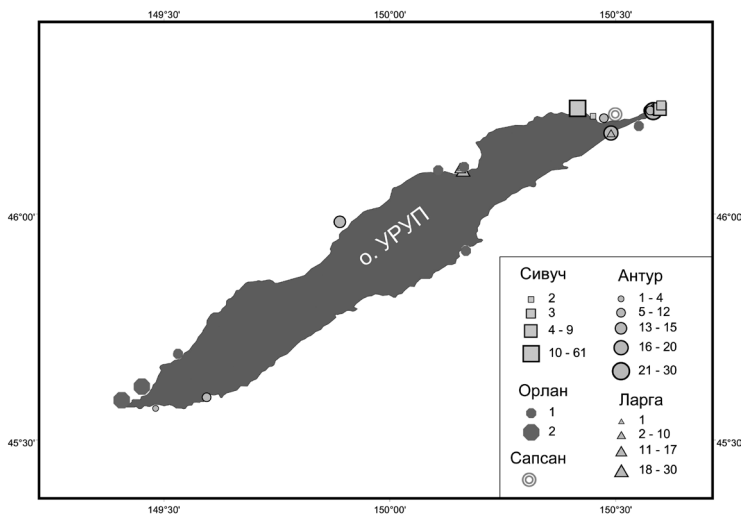 149°30' 150°00' 150°30'
46°00' 46°00'
о. УРУП
Сивуч
2
3
4 - 9
10 - 61
Антур
1 - 4
5 - 12
13 - 15
16 - 20
21 - 30
Орлан
1
2
Ларга
1
2 - 10
11 - 17
18 - 30
Сапсан
45°30' 45°30'
149°30' 150°00' 150°30'